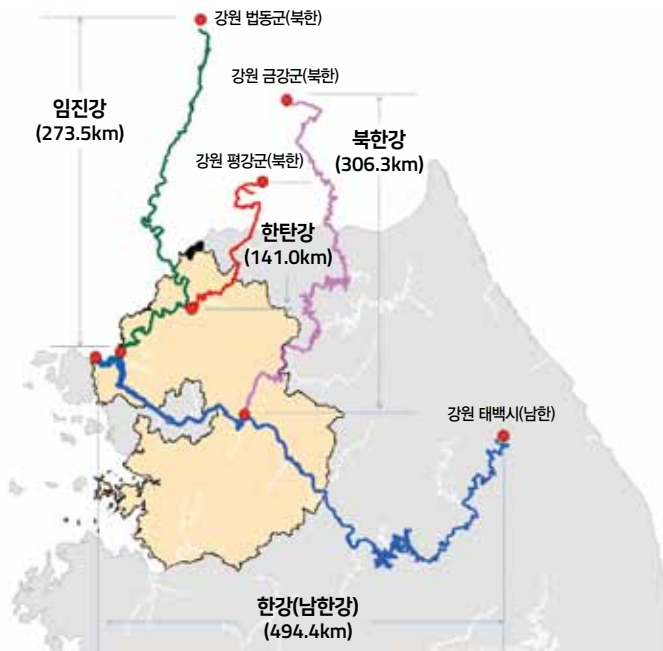 강원 법동군(북한)
강원 금강군(북한)
임진강
(273.5km)
북한강
(306.3km)
강원 평강군(북한)
한탄강
(141.0km)
강원 태백시(남한)
한강(남한강)
(494.4km)